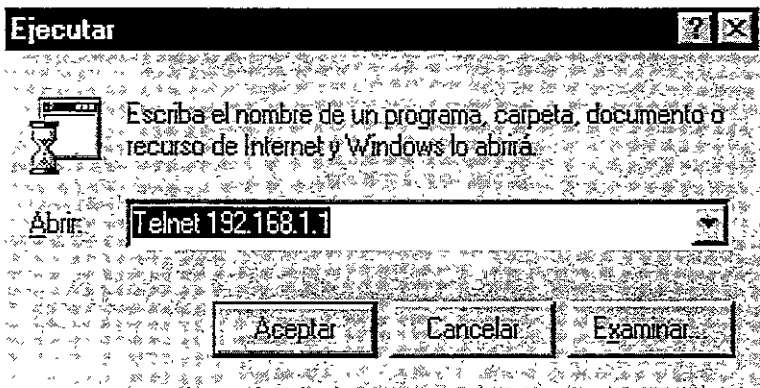 Ejecutar
Escriba el nombre de un programa, carpeta, documento o
recurso de Internet y Windows lo abrirá.
Abrir:
Telnet 192.168.1.1
Aceptar
Cancelar
Examinar...